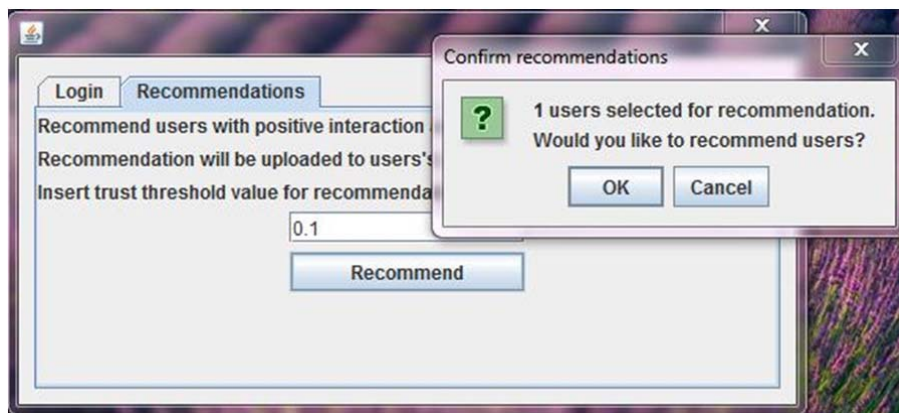 Login Recommendations
Recommend users with positive interaction
Recommendation will be uploaded to users's
Insert trust threshold value for recommenda
0.1
Recommend
Confirm recommendations
1 users selected for recommendation.
Would you like to recommend users?
OK Cancel